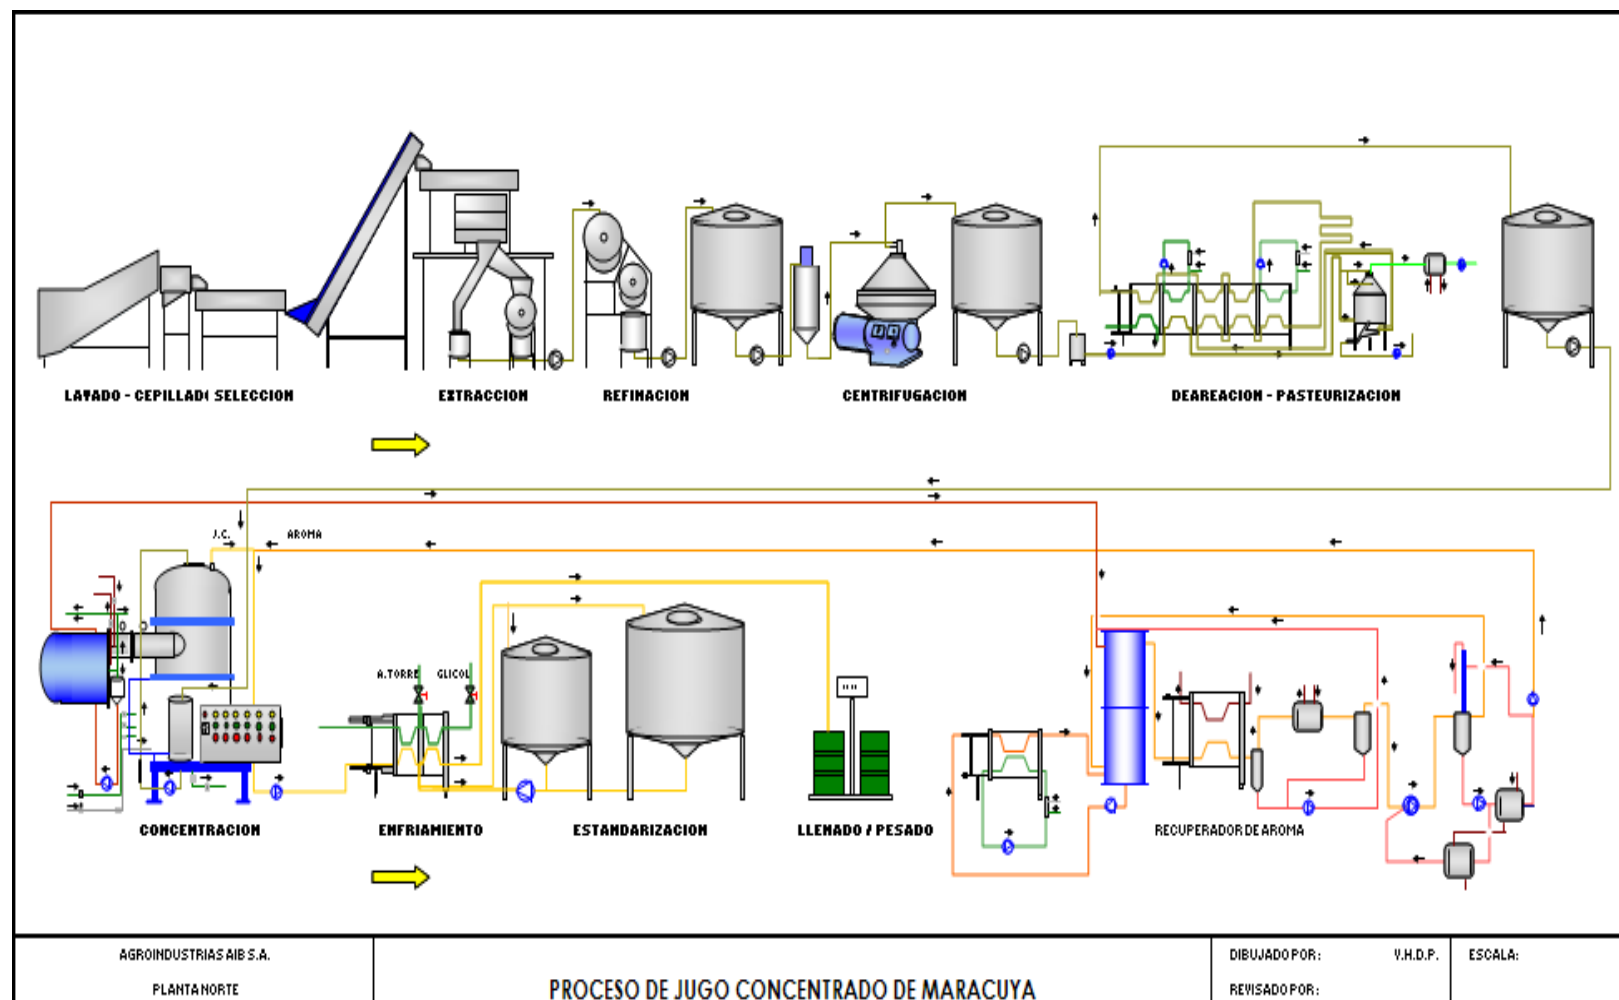 LAVADO - CEPILLADO SELECCION
EXTRACCION
REFINACION
CENTRIFUGACION
DEAREACION - PASTEURIZACION
J.C.
AROMA
A.TORRE
GLICOL
CONCENTRACION
ENFRIAMIENTO
ESTANDARIZACION
LLENADO / PESADO
RECUPERADOR DE AROMA
AGROINDUSTRIAS AIB S.A.
PLANTA NORTE
PROCESO DE JUGO CONCENTRADO DE MARACUYA
DIBUJADO POR: V.H.D.P.
REVISADO POR:
ESCALA: